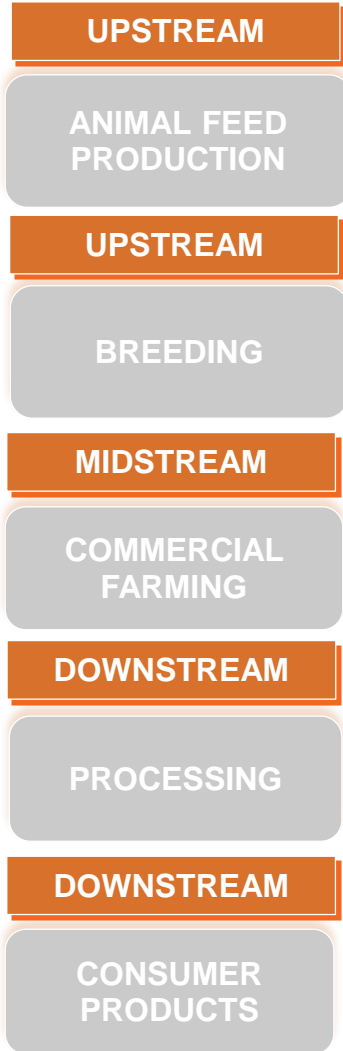 UPSTREAM
ANIMAL FEED
PRODUCTION
UPSTREAM
BREEDING
MIDSTREAM
COMMERCIAL
FARMING
DOWNSTREAM
PROCESSING
DOWNSTREAM
CONSUMER
PRODUCTS